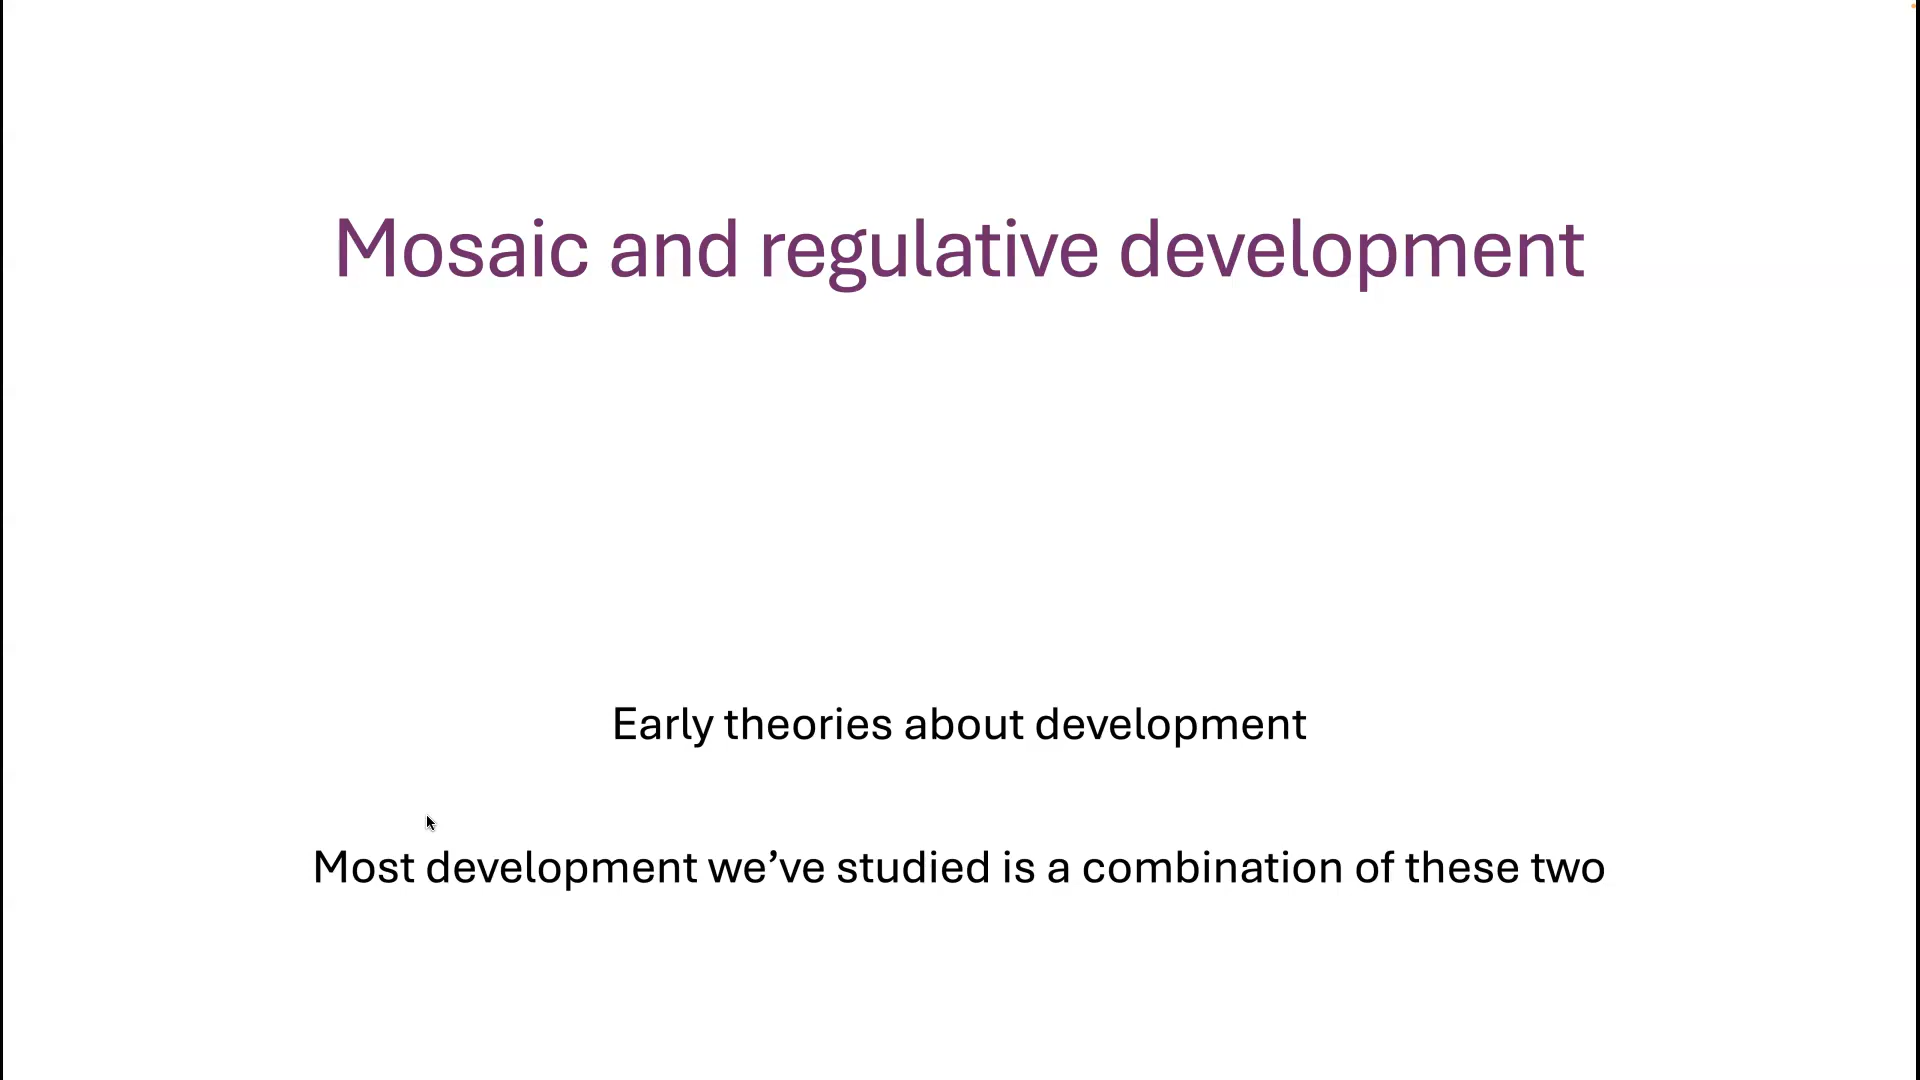 Mosaic and regulative development
Early theories about development
Most development we’ve studied is a combination of these two